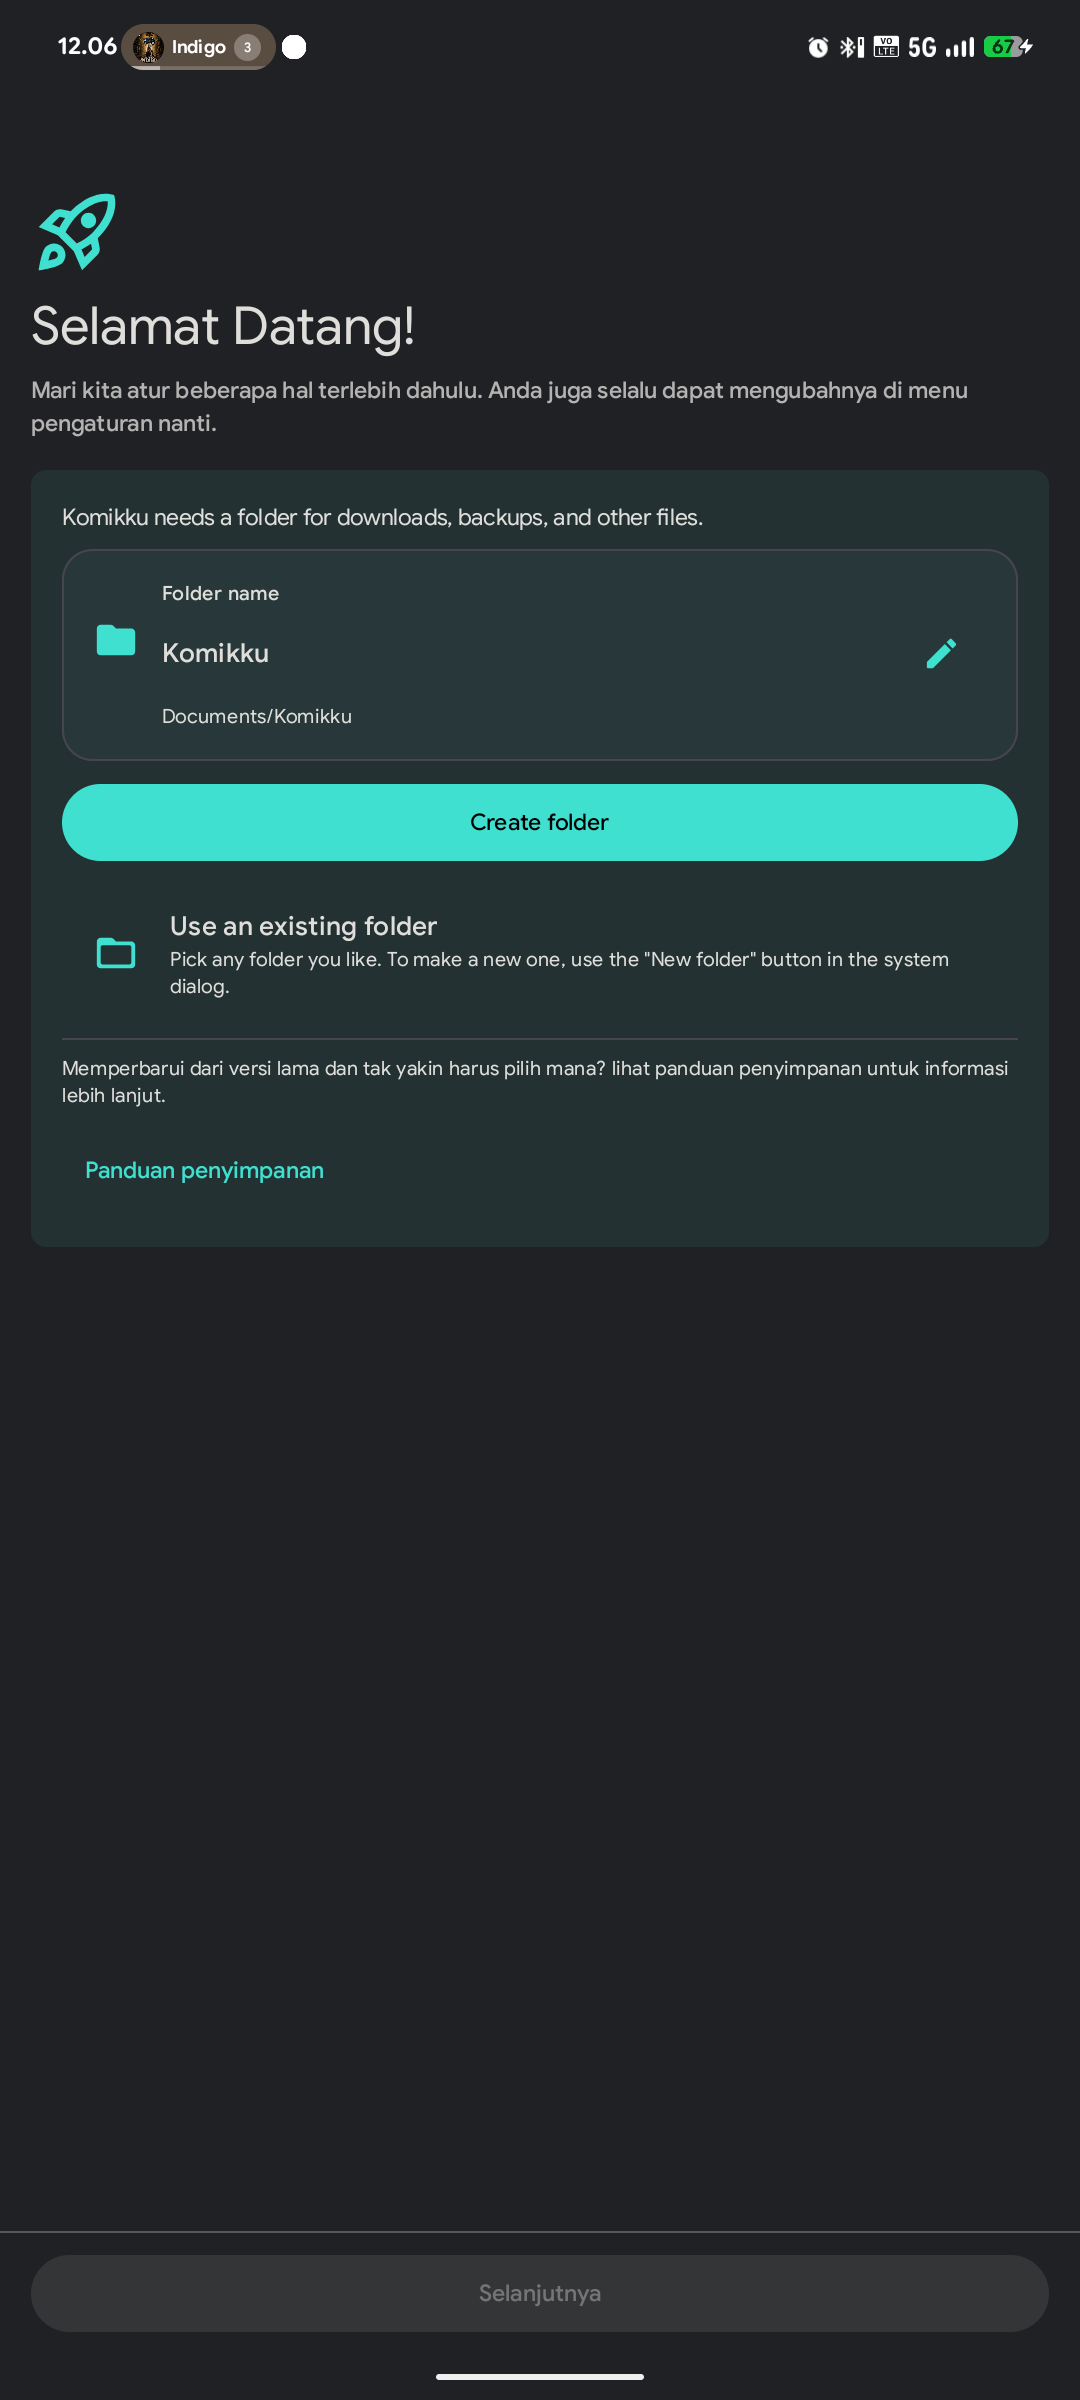 12.06 Indigo 3 VO LTE 5G 67
Selamat Datang!
Mari kita atur beberapa hal terlebih dahulu. Anda juga selalu dapat mengubahnya di menu
pengaturan nanti.
Komikku needs a folder for downloads, backups, and other files.
Folder name
Komikku
Documents/Komikku
Create folder
Use an existing folder
Pick any folder you like. To make a new one, use the "New folder" button in the system
dialog.
Memperbarui dari versi lama dan tak yakin harus pilih mana? lihat panduan penyimpanan untuk informasi
lebih lanjut.
Panduan penyimpanan
Selanjutnya